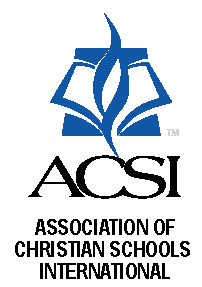 TM
ACSI
ASSOCIATION OF
CHRISTIAN SCHOOLS
INTERNATIONAL